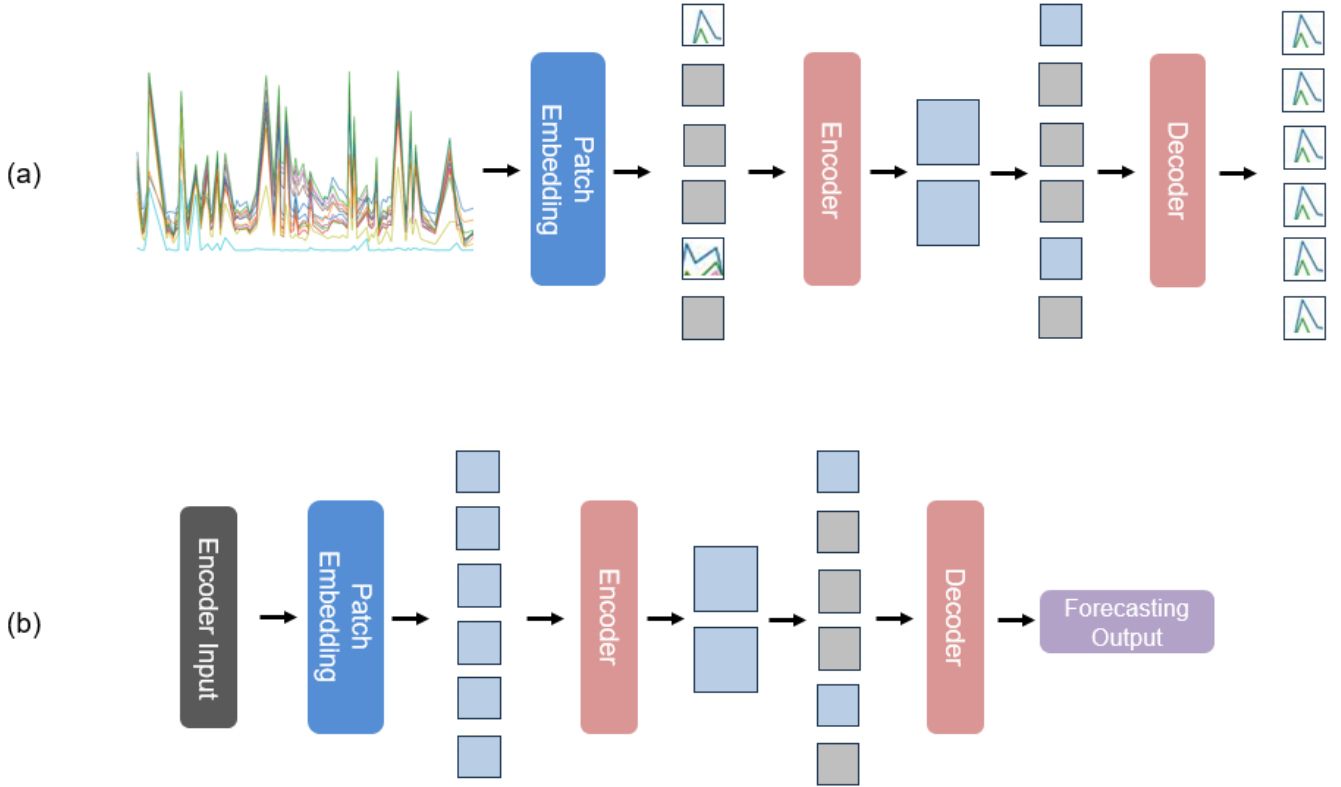 (a)
Patch
Embedding
Encoder
Decoder
(b)
Encoder Input
Patch
Embedding
Encoder
Decoder
Forecasting
Output